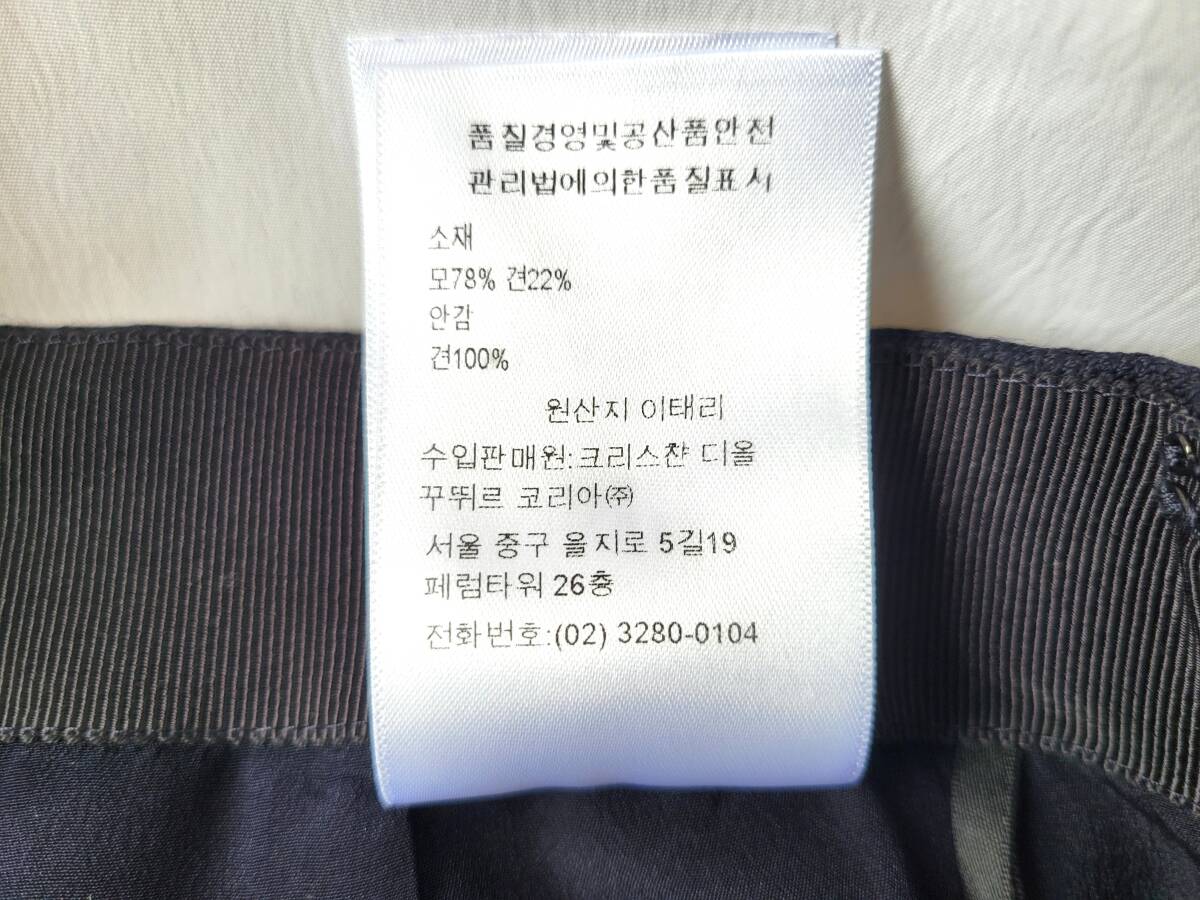 품질경영및공산품안전
관리법에의한품질표시
소재
모78% 견22%
안감
견100%
원산지 이태리
수입판매원:크리스챤 디올
꾸뛰르 코리아㈜
서울 중구 을지로 5길19
페럼타워 26층
전화번호:(02) 3280-0104